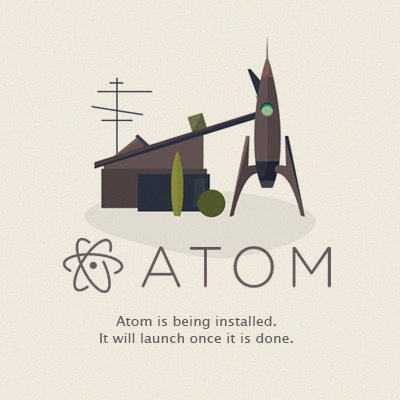 ATOM
Atom is being installed.
It will launch once it is done.